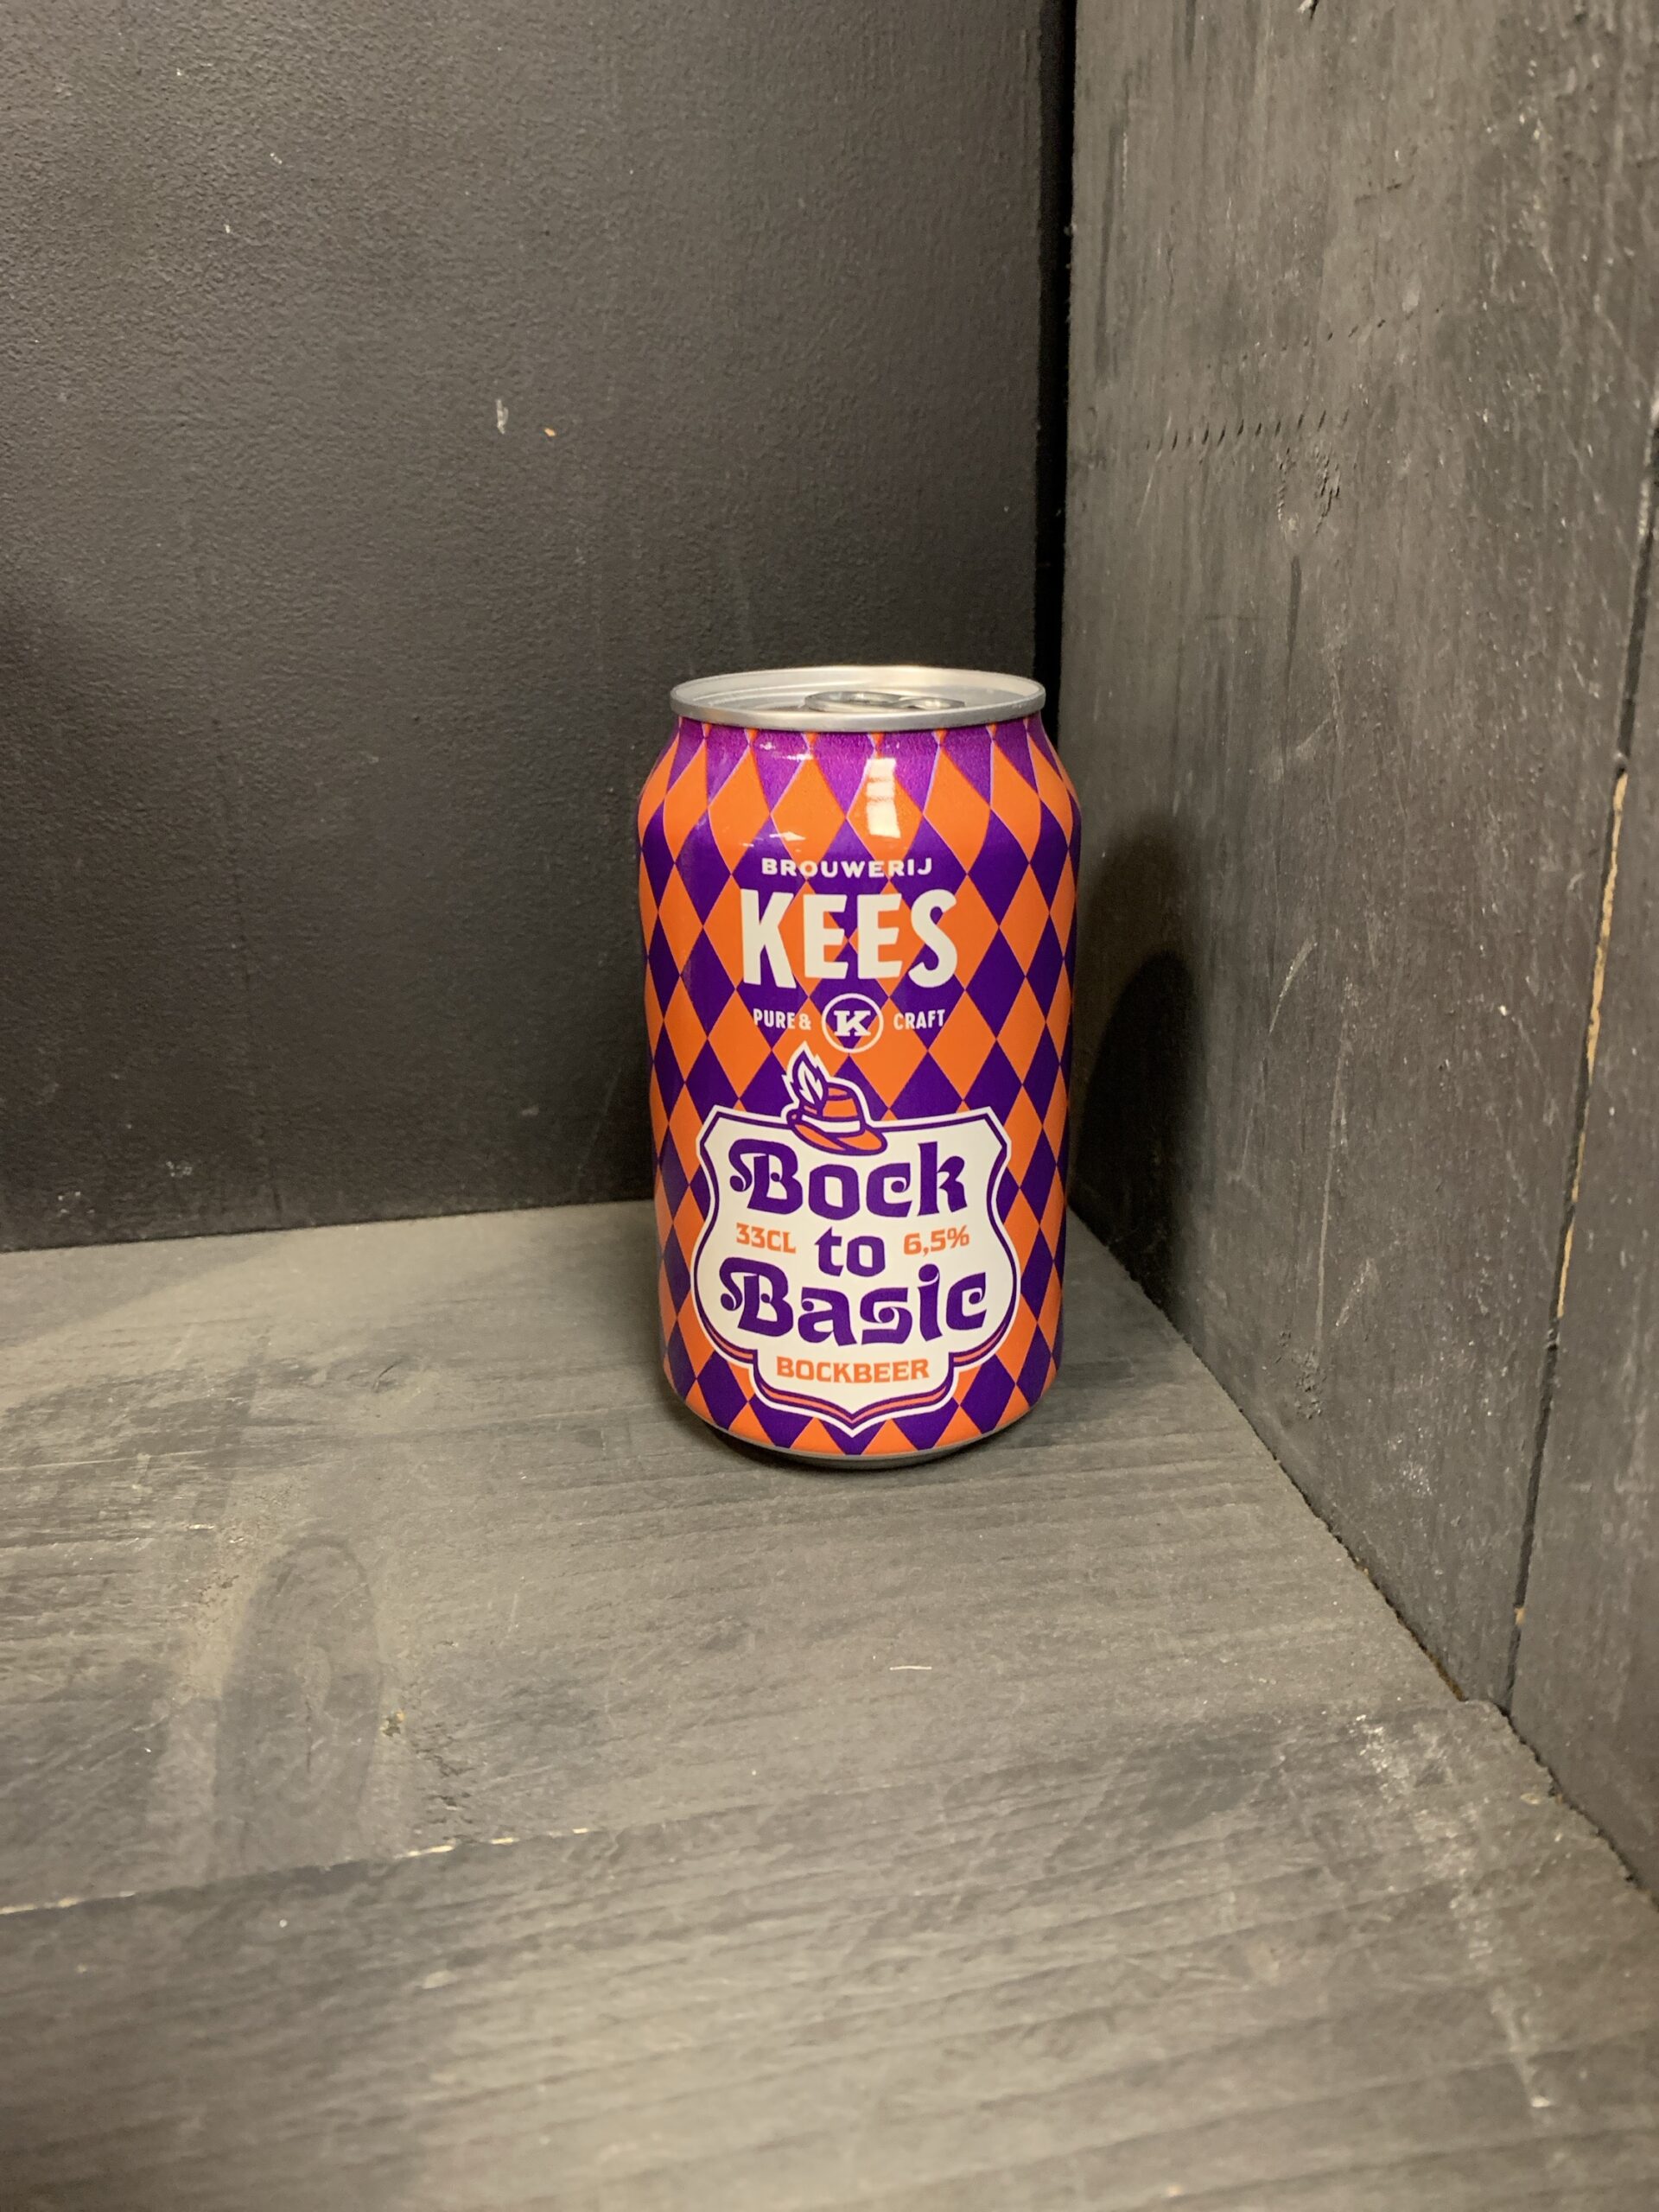 BROUWERIJ
KEES
PURE & K CRAFT
Bock
33CL to 6,5%
Basic
BOCKBEER